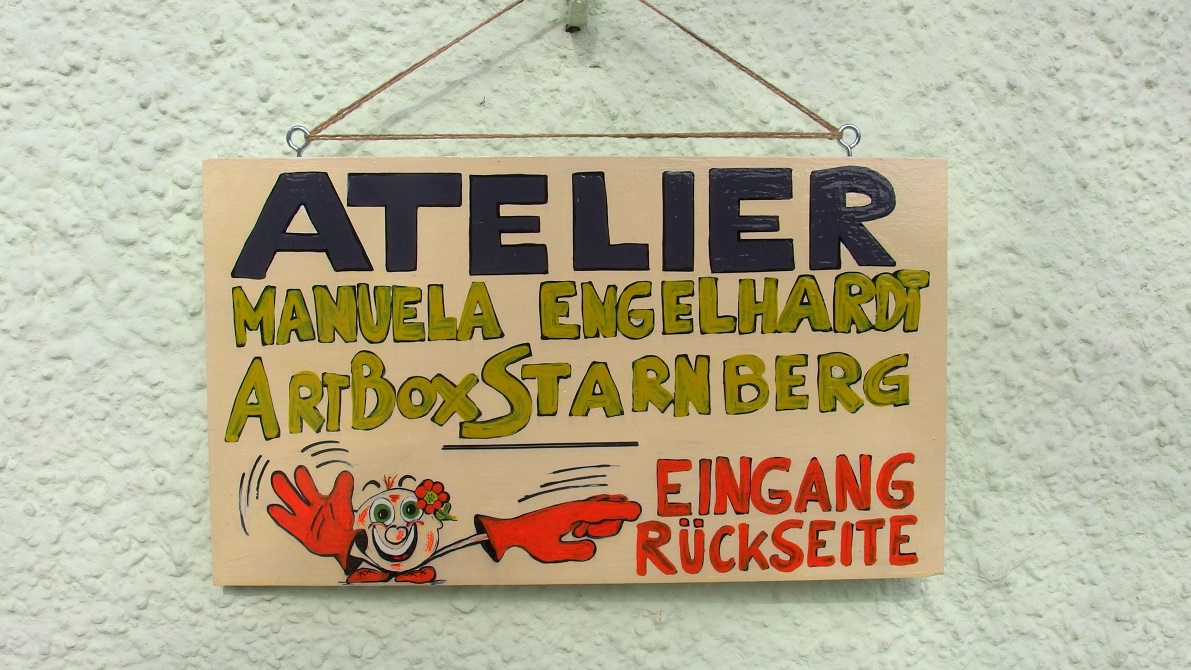 ATELIER
MANUELA ENGELHARDT
ARTBOXSTARNBERG
EINGANG
RÜCKSEITE